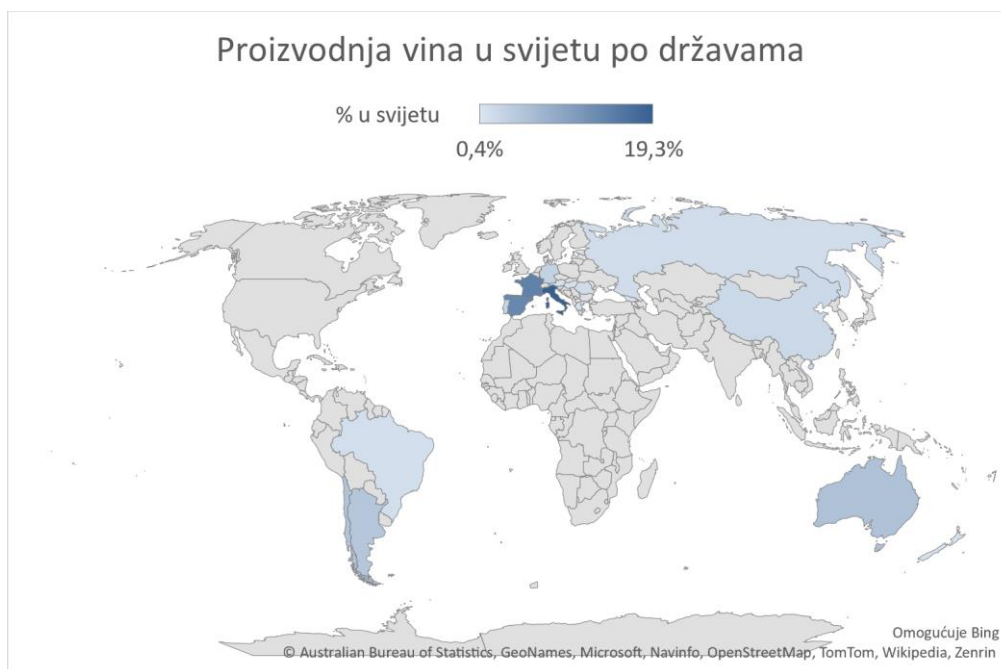 Proizvodnja vina u svijetu po državama
% u svijetu
0,4% 19,3%
Omogućuje Bing
© Australian Bureau of Statistics, GeoNames, Microsoft, Navinfo, OpenStreetMap, TomTom, Wikipedia, Zenrin